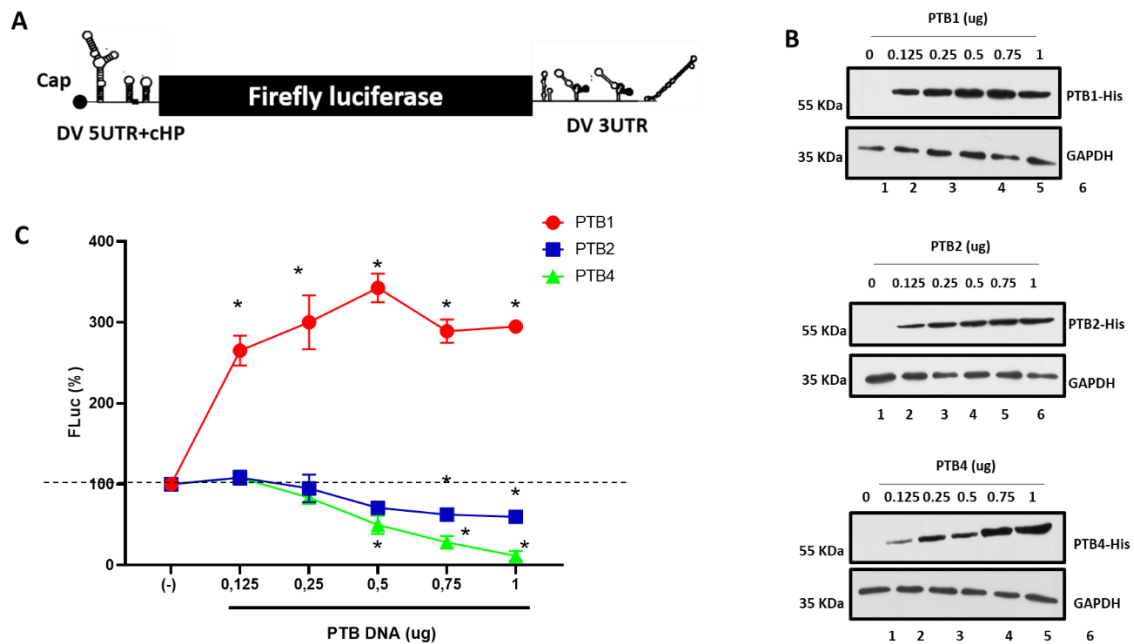 A
Cap
Firefly luciferase
DV 5UTR+cHP
DV 3UTR
B
PTB1 (ug)
0 0.125 0.25 0.5 0.75 1
55 KDa
PTB1-His
35 KDa
GAPDH
1 2 3 4 5 6
PTB2 (ug)
0 0.125 0.25 0.5 0.75 1
55 KDa
PTB2-His
35 KDa
GAPDH
1 2 3 4 5 6
PTB4 (ug)
0 0.125 0.25 0.5 0.75 1
55 KDa
PTB4-His
35 KDa
GAPDH
1 2 3 4 5 6
C
PTB1
PTB2
PTB4
400
300
200
100
0
FLuc (%)
* * * * *
* *
* * *
(-) 0,125 0,25 0,5 0,75 1
PTB DNA (ug)